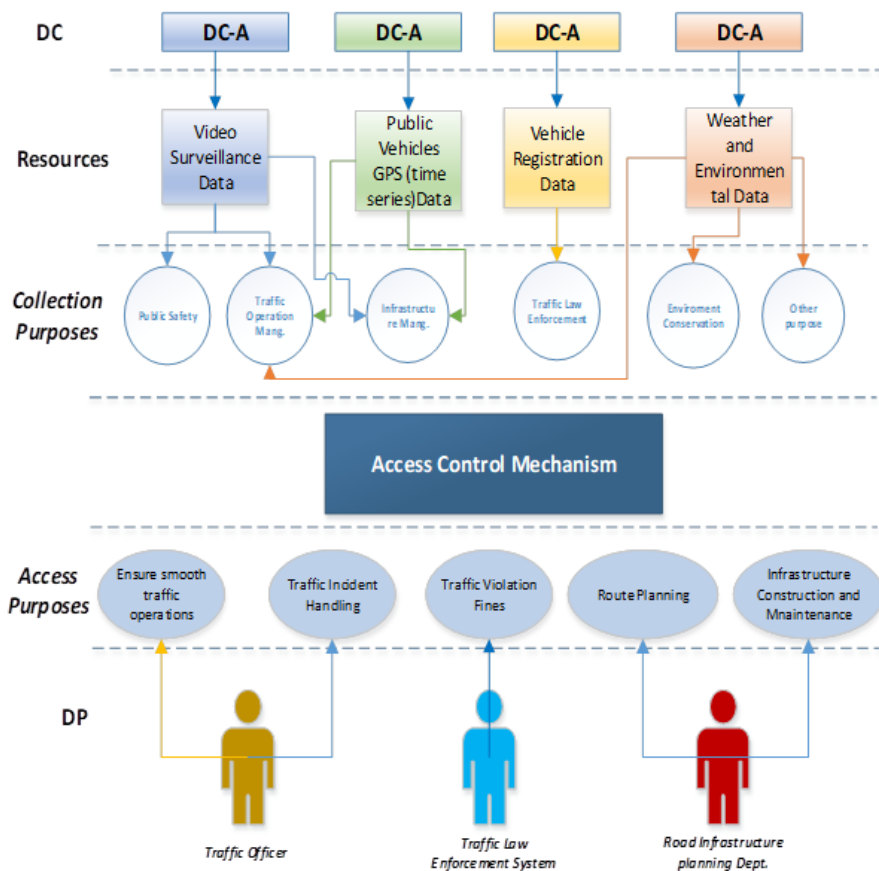 DC
DC-A
DC-A
DC-A
DC-A
Resources
Video
Surveillance
Data
Public
Vehicles
GPS (time
series)Data
Vehicle
Registration
Data
Weather
and
Environmen
tal Data
Collection
Purposes
Public Safety
Traffic
Operation
Mang.
Infrastructu
re Mang.
Traffic Law
Enforcement
Enviroment
Conservation
Other
purpose
Access Control Mechanism
Access
Purposes
Ensure smooth
traffic
operations
Traffic Incident
Handling
Traffic Violation
Fines
Route Planning
Infrastructure
Construction and
Mnaintenance
DP
Traffic Officer
Traffic Law
Enforcement System
Road Infrastructure
planning Dept.